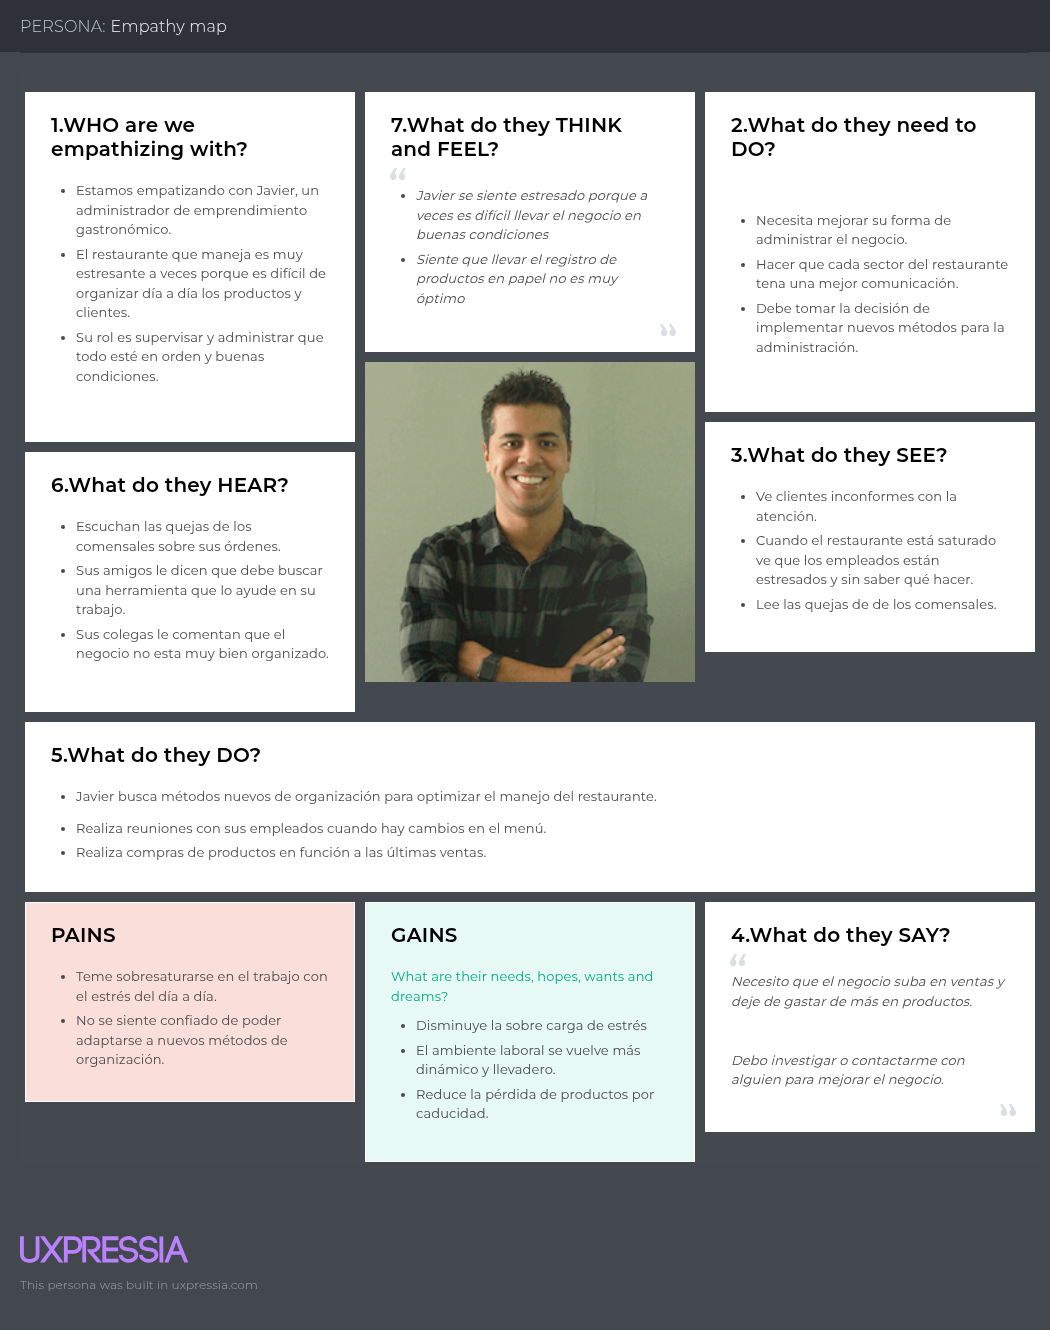 PERSONA: Empathy map
1.WHO are we
empathizing with?
Estamos empatizando con Javier, un
administrador de emprendimiento
gastronómico.
El restaurante que maneja es muy
estresante a veces porque es difícil de
organizar día a día los productos y
clientes.
Su rol es supervisar y administrar que
todo esté en orden y buenas
condiciones.
7.What do they THINK
and FEEL?
“
Javier se siente estresado porque a
veces es difícil llevar el negocio en
buenas condiciones
Siente que llevar el registro de
productos en papel no es muy
óptimo
”
2.What do they need to
DO?
Necesita mejorar su forma de
administrar el negocio.
Hacer que cada sector del restaurante
tena una mejor comunicación.
Debe tomar la decisión de
implementar nuevos métodos para la
administración.
6.What do they HEAR?
Escuchan las quejas de los
comensales sobre sus órdenes.
Sus amigos le dicen que debe buscar
una herramienta que lo ayude en su
trabajo.
Sus colegas le comentan que el
negocio no esta muy bien organizado.
3.What do they SEE?
Ve clientes inconformes con la
atención.
Cuando el restaurante está saturado
ve que los empleados están
estresados y sin saber qué hacer.
Lee las quejas de de los comensales.
5.What do they DO?
Javier busca métodos nuevos de organización para optimizar el manejo del restaurante.
Realiza reuniones con sus empleados cuando hay cambios en el menú.
Realiza compras de productos en función a las últimas ventas.
PAINS
Teme sobresaturarse en el trabajo con
el estrés del día a día.
No se siente confiado de poder
adaptarse a nuevos métodos de
organización.
GAINS
What are their needs, hopes, wants and
dreams?
Disminuye la sobre carga de estrés
El ambiente laboral se vuelve más
dinámico y llevadero.
Reduce la pérdida de productos por
caducidad.
4.What do they SAY?
“
Necesito que el negocio suba en ventas y
deje de gastar de más en productos.
Debo investigar o contactarme con
alguien para mejorar el negocio.
”
UXPRESSIA
This persona was built in uxpressia.com